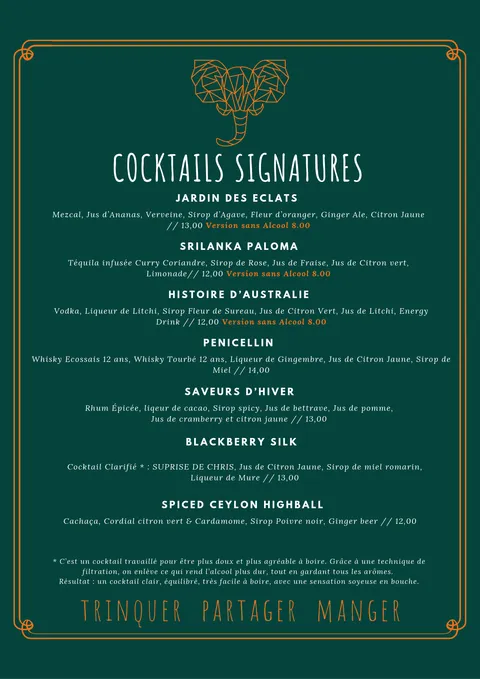 COCKTAILS SIGNATURES
JARDIN DES ECLATS
Mezcal, Jus d'Ananas, Verveine, Sirop d'Agave, Fleur d'oranger, Ginger Ale, Citron Jaune
// 13,00 Version sans Alcool 8.00
SRILANKA PALOMA
Téquila infusée Curry Coriandre, Sirop de Rose, Jus de Fraise, Jus de Citron vert,
Limonade// 12,00 Version sans Alcool 8.00
HISTOIRE D'AUSTRALIE
Vodka, Liqueur de Litchi, Sirop Fleur de Sureau, Jus de Citron Vert, Jus de Litchi, Energy
Drink // 12,00 Version sans Alcool 8.00
PENICELLIN
Whisky Ecossais 12 ans, Whisky Tourbé 12 ans, Liqueur de Gingembre, Jus de Citron Jaune, Sirop de
Miel // 14,00
SAVEURS D'HIVER
Rhum Épicée, liqeur de cacao, Sirop spicy, Jus de bettrave, Jus de pomme,
Jus de cramberry et citron jaune // 13,00
BLACKBERRY SILK
Cocktail Clarifié * : SUPRISE DE CHRIS, Jus de Citron Jaune, Sirop de miel romarin,
Liqueur de Mure // 13,00
SPICED CEYLON HIGHBALL
Cachaça, Cordial citron vert & Cardamome, Sirop Poivre noir, Ginger beer // 12,00
* C'est un cocktail travaillé pour être plus doux et plus agréable à boire. Grâce à une technique de
filtration, on enlève ce qui rend l'alcool plus dur, tout en gardant tous les arômes.
Résultat : un cocktail clair, équilibré, très facile à boire, avec une sensation soyeuse en bouche.
TRINQUER PARTAGER MANGER